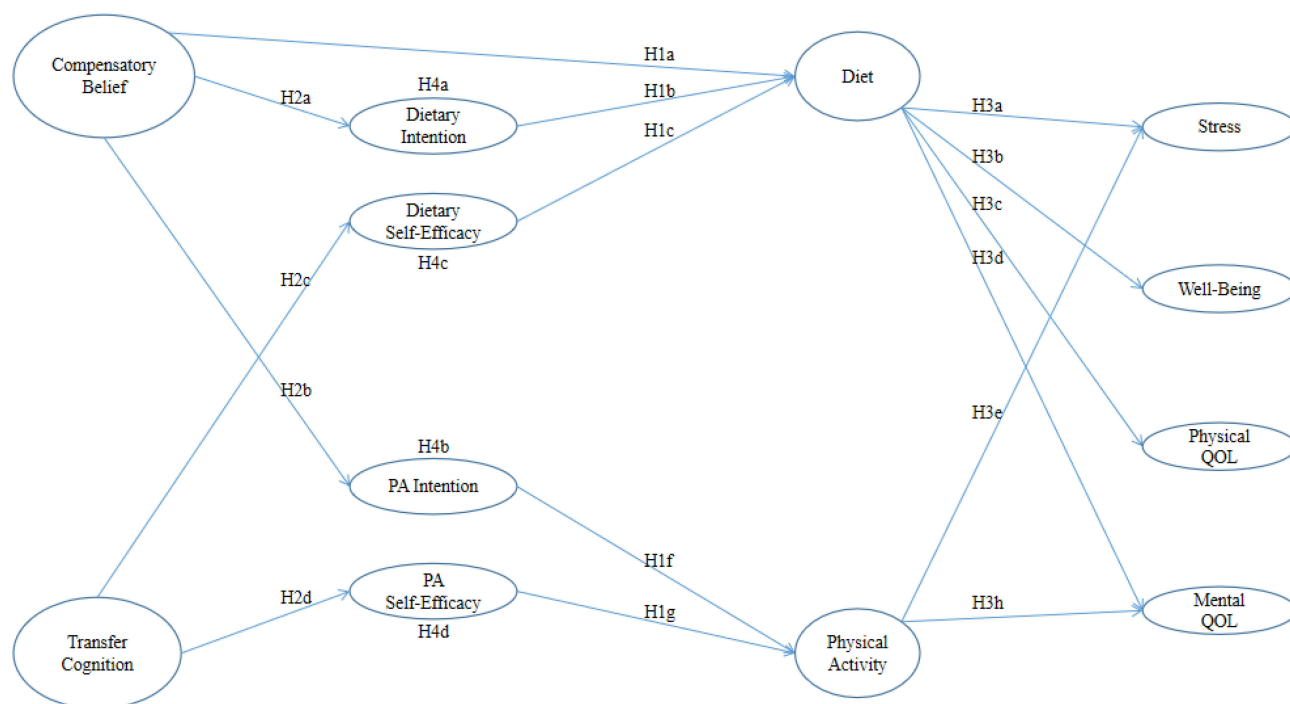 Compensatory
Belief
H1a
Diet
H2a
H4a
Dietary
Intention
H1b
H1c
H3a
Stress
H3b
Dietary
Self-Efficacy
H4c
H3c
H3d
H2c
Well-Being
H2b
H3e
H4b
PA Intention
Physical
QOL
H1f
H2d
PA
Self-Efficacy
H4d
H1g
H3h
Mental
QOL
Transfer
Cognition
Physical
Activity